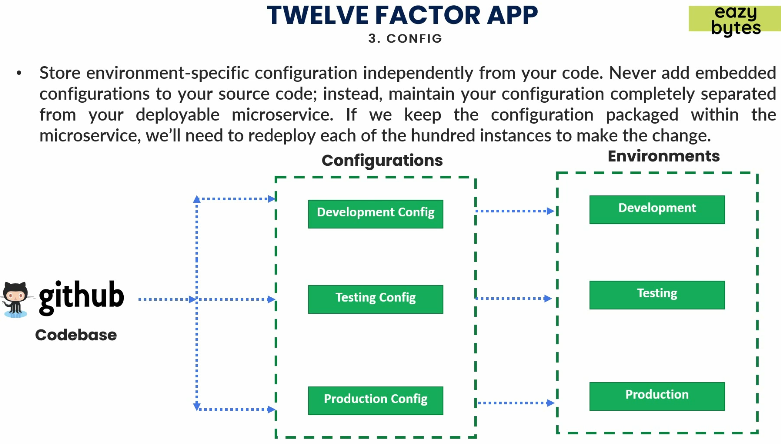 TWELVE FACTOR APP
eazy
bytes
3. CONFIG
• Store environment-specific configuration independently from your code. Never add embedded
configurations to your source code; instead, maintain your configuration completely separated
from your deployable microservice. If we keep the configuration packaged within the
microservice, we'll need to redeploy each of the hundred instances to make the change.
Configurations
Environments
Development Config
Development
github
Codebase
Testing Config
Testing
Production Config
Production